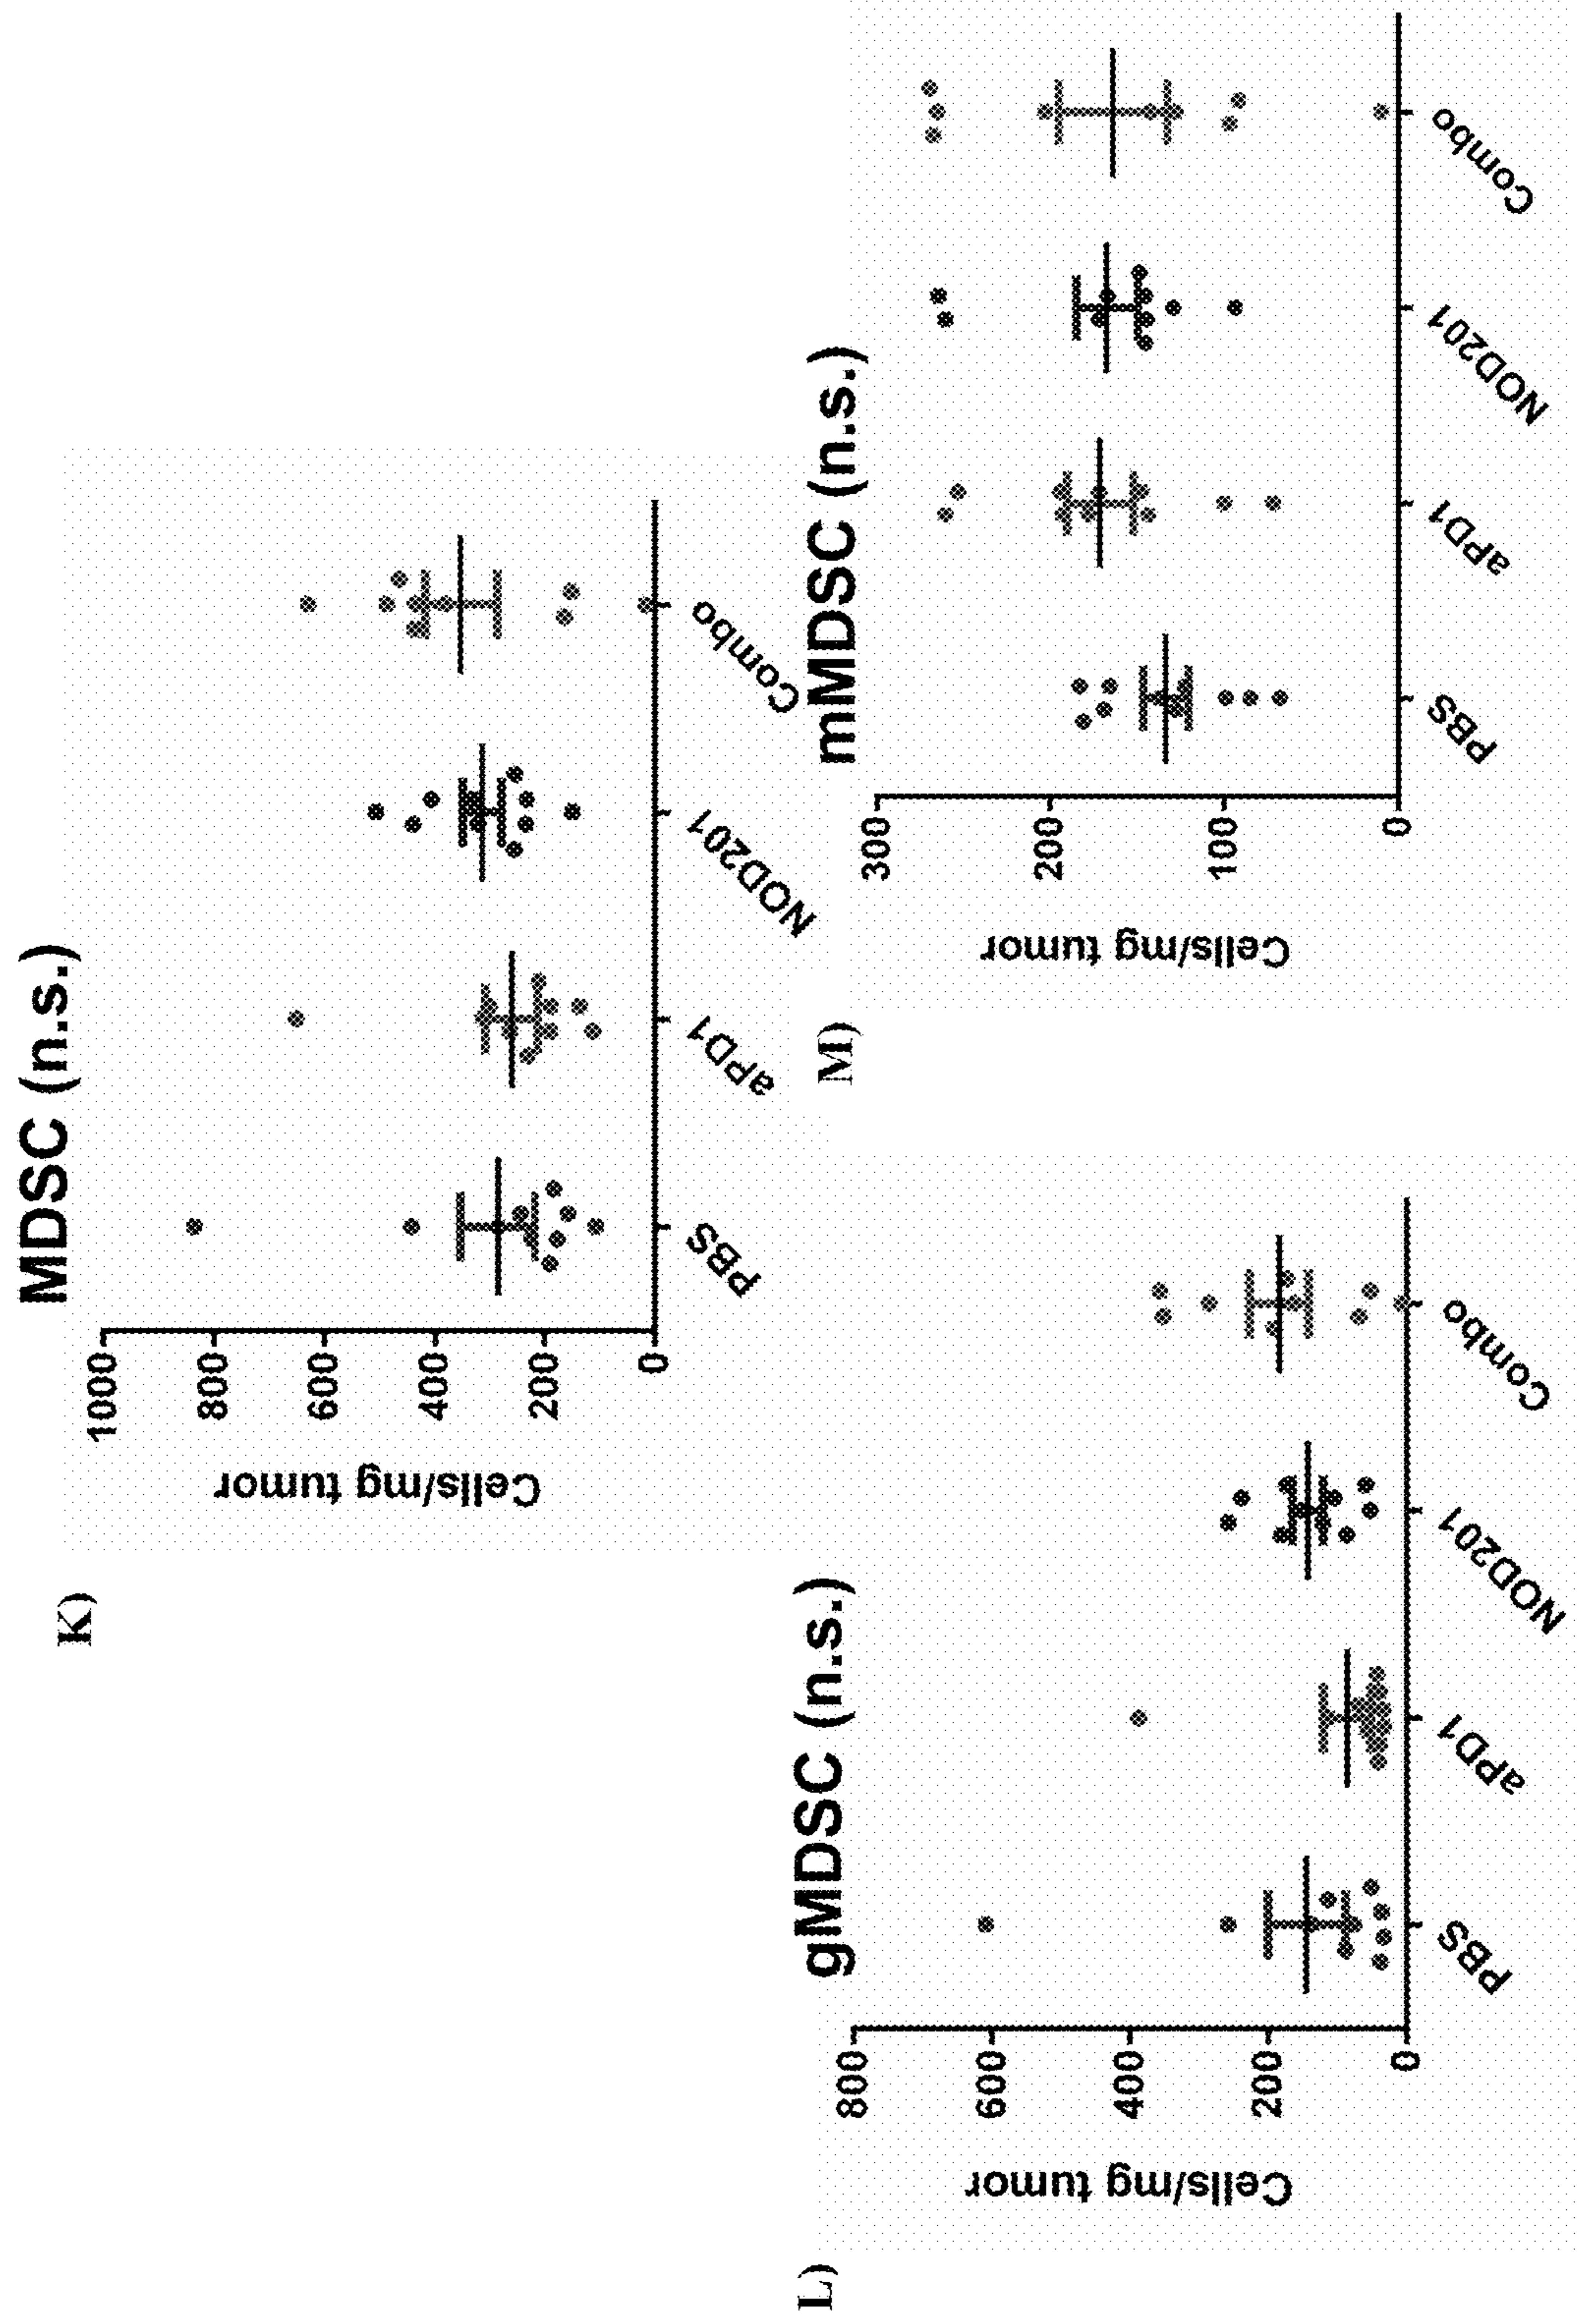 K)
MDSC (n.s.)
Cells/mg tumor
1000
800
600
400
200
0
PBS
aPD1
NOD201
Combo
L)
gMDSC (n.s.)
Cells/mg tumor
800
600
400
200
0
PBS
aPD1
NOD201
Combo
M)
mMDSC (n.s.)
Cells/mg tumor
300
200
100
0
PBS
aPD1
NOD201
Combo